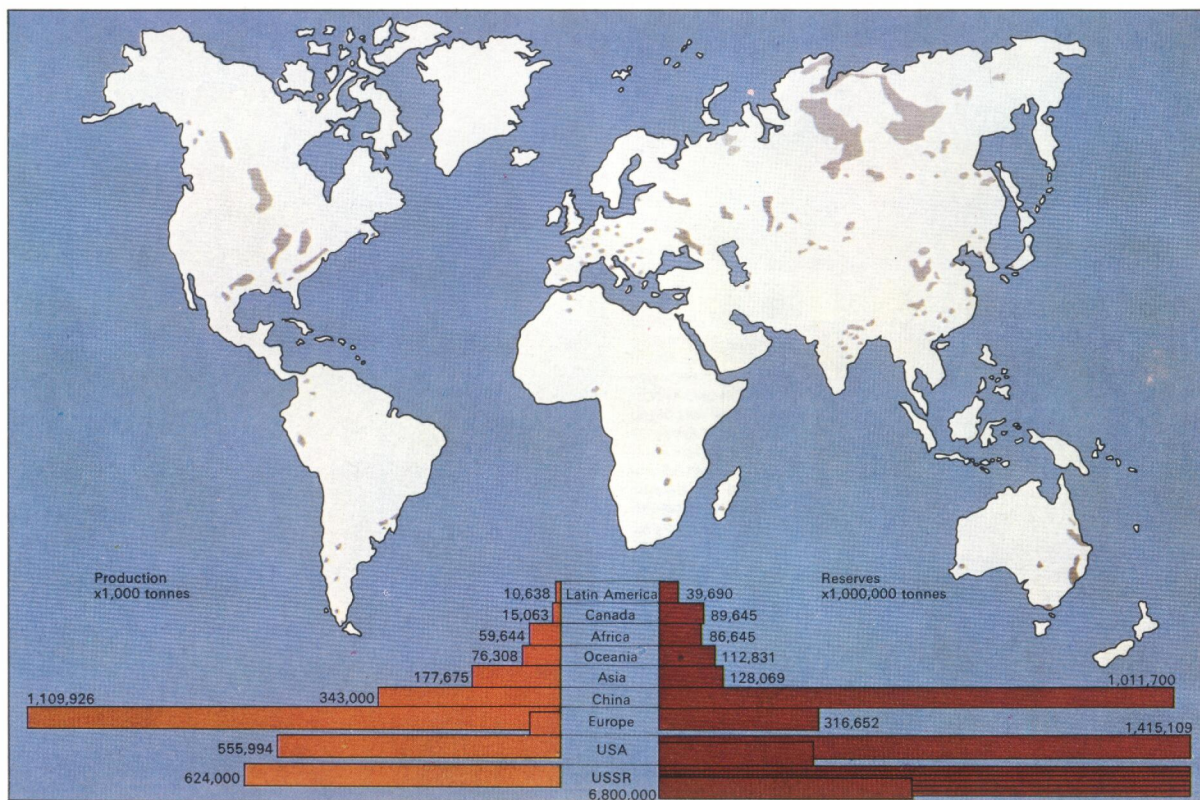 Production
x1,000 tonnes
Reserves
x1,000,000 tonnes
10,638 Latin America 39,690
15,063 Canada 89,645
59,644 Africa 86,645
76,308 Oceania 112,831
177,675 Asia 128,069
343,000 China 1,011,700
1,109,926 Europe 316,652
555,994 USA 1,415,109
624,000 USSR
6,800,000